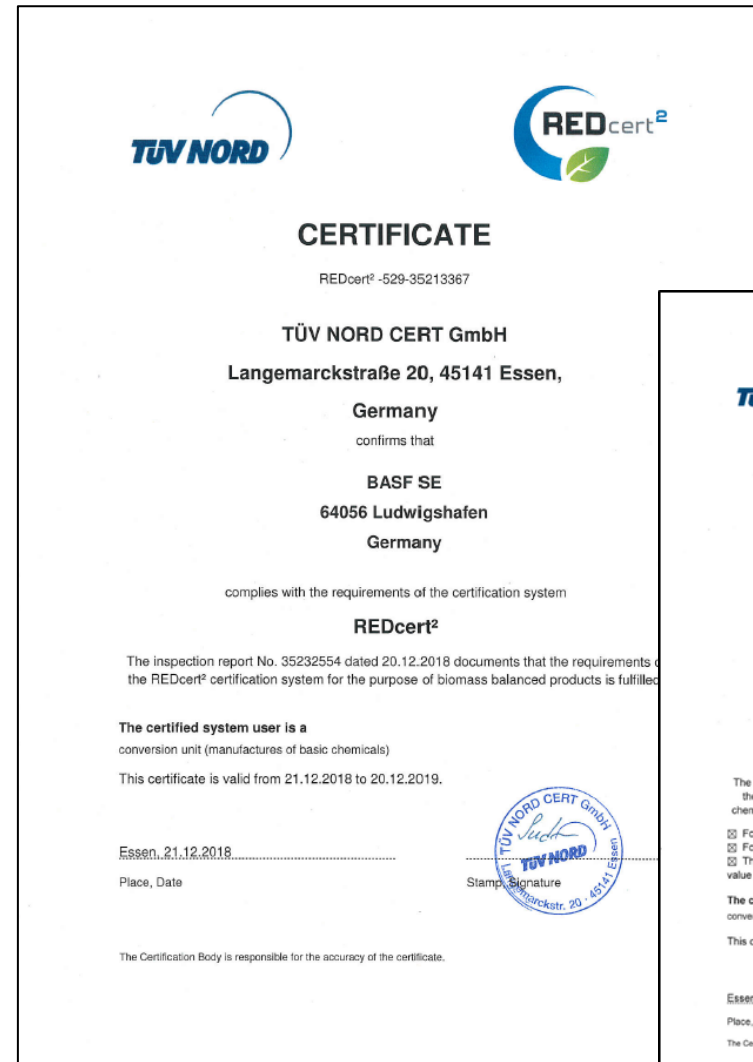 TÜV NORD
REDcert²
CERTIFICATE
REDcert² -529-35213367
TÜV NORD CERT GmbH
Langemarckstraße 20, 45141 Essen,
Germany
confirms that
BASF SE
64056 Ludwigshafen
Germany
complies with the requirements of the certification system
REDcert²
The inspection report No. 35232554 dated 20.12.2018 documents that the requirements
the REDcert² certification system for the purpose of biomass balanced products is fulfilled
The certified system user is a
conversion unit (manufactures of basic chemicals)
This certificate is valid from 21.12.2018 to 20.12.2019.
TÜV NORD CERT GmbH
TÜV NORD
Langemarckstr. 20 · 45141 Essen
Essen, 21.12.2018
Place, Date
Stamp, Signature
The Certification Body is responsible for the accuracy of the certificate.
The
value
The
This
Essen
Place,
The